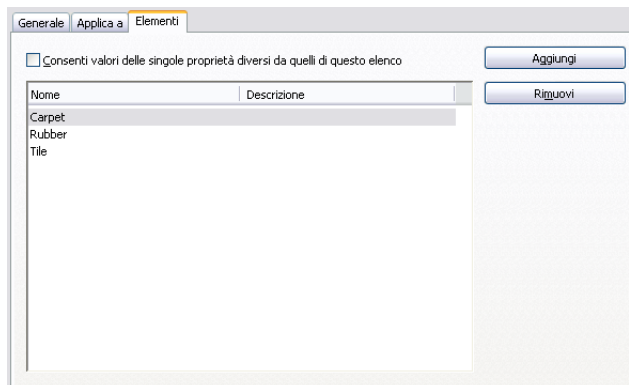 Generale Applica a Elementi
Consenti valori delle singole proprietà diversi da quelli di questo elenco Aggiungi
Nome Descrizione Rimuovi
Carpet
Rubber
Tile